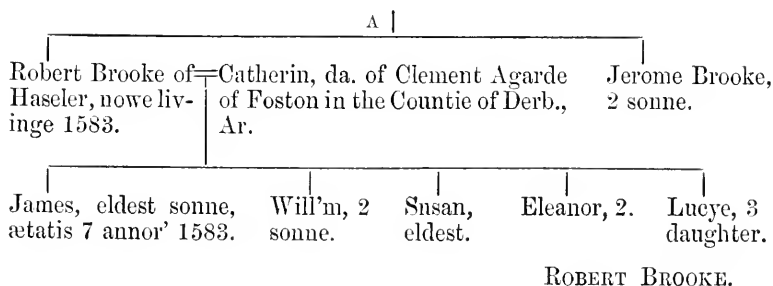 A
Robert Brooke of
Haseler, nowe liv-
inge 1583.
Catherin, da. of Clement Agarde
of Foston in the Countie of Derb.,
Ar.
Jerome Brooke,
2 sonne.
James, eldest sonne,
ætatis 7 annor' 1583.
Will'm, 2
sonne.
Susan,
eldest.
Eleanor, 2.
Lucye, 3
daughter.
ROBERT BROOKE.